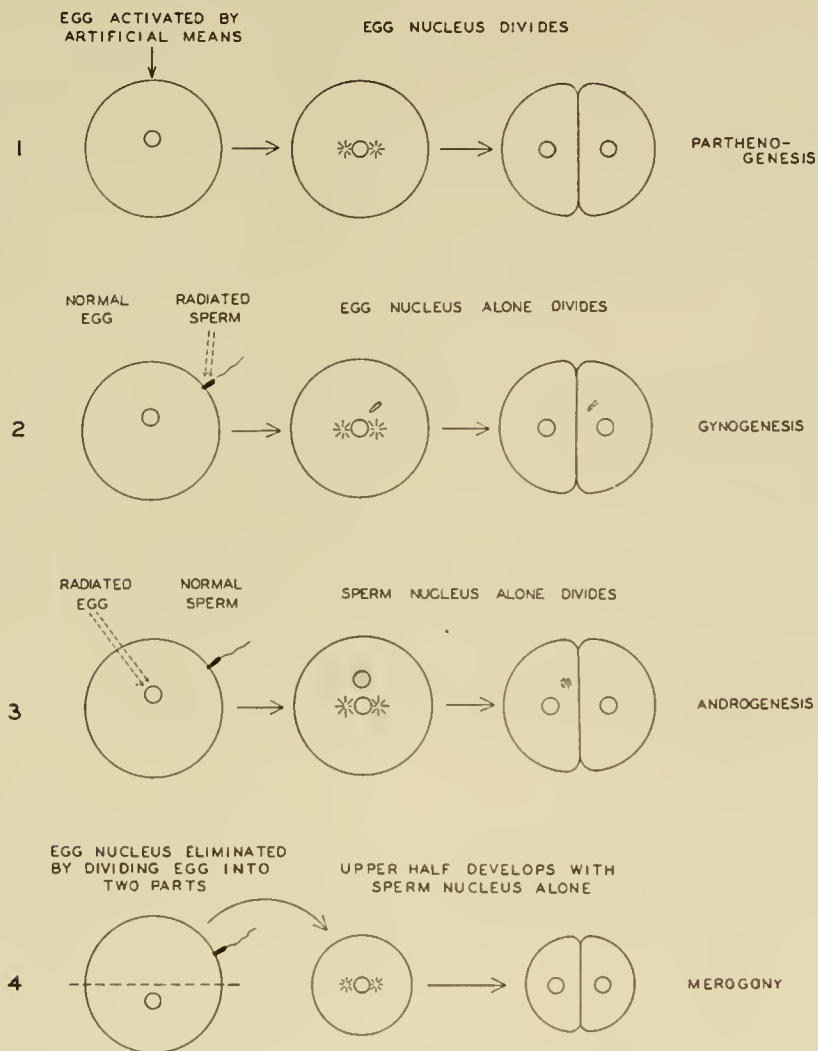 EGG ACTIVATED BY
ARTIFICIAL MEANS
EGG NUCLEUS DIVIDES
1
PARTHENO-
GENESIS
NORMAL
EGG
RADIATED
SPERM
EGG NUCLEUS ALONE DIVIDES
2
GYNOGENESIS
RADIATED
EGG
NORMAL
SPERM
SPERM NUCLEUS ALONE DIVIDES
3
ANDROGENESIS
EGG NUCLEUS ELIMINATED
BY DIVIDING EGG INTO
TWO PARTS
UPPER HALF DEVELOPS WITH
SPERM NUCLEUS ALONE
4
MEROGONY